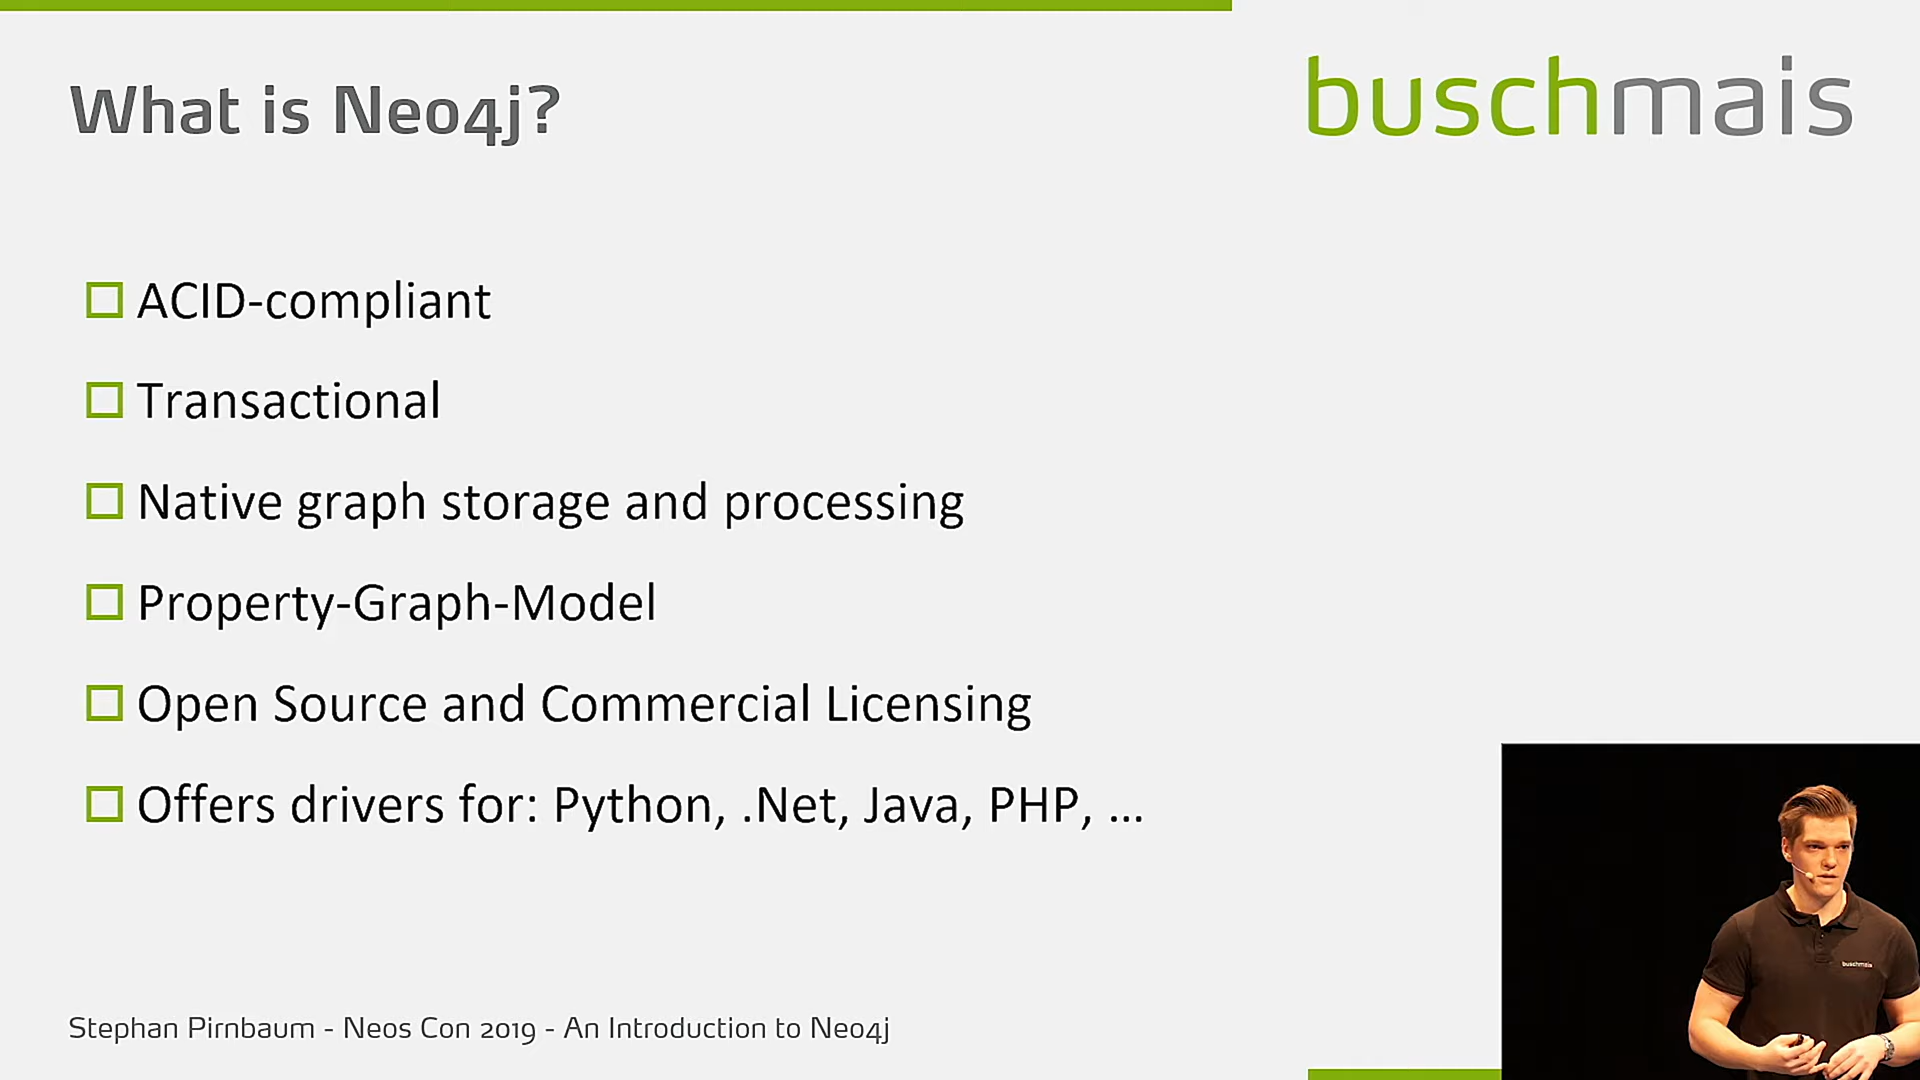 What is Neo4j?
buschmais
ACID-compliant
Transactional
Native graph storage and processing
Property-Graph-Model
Open Source and Commercial Licensing
Offers drivers for: Python, .Net, Java, PHP, ...
buschmais
Stephan Pirnbaum - Neos Con 2019 - An Introduction to Neo4j